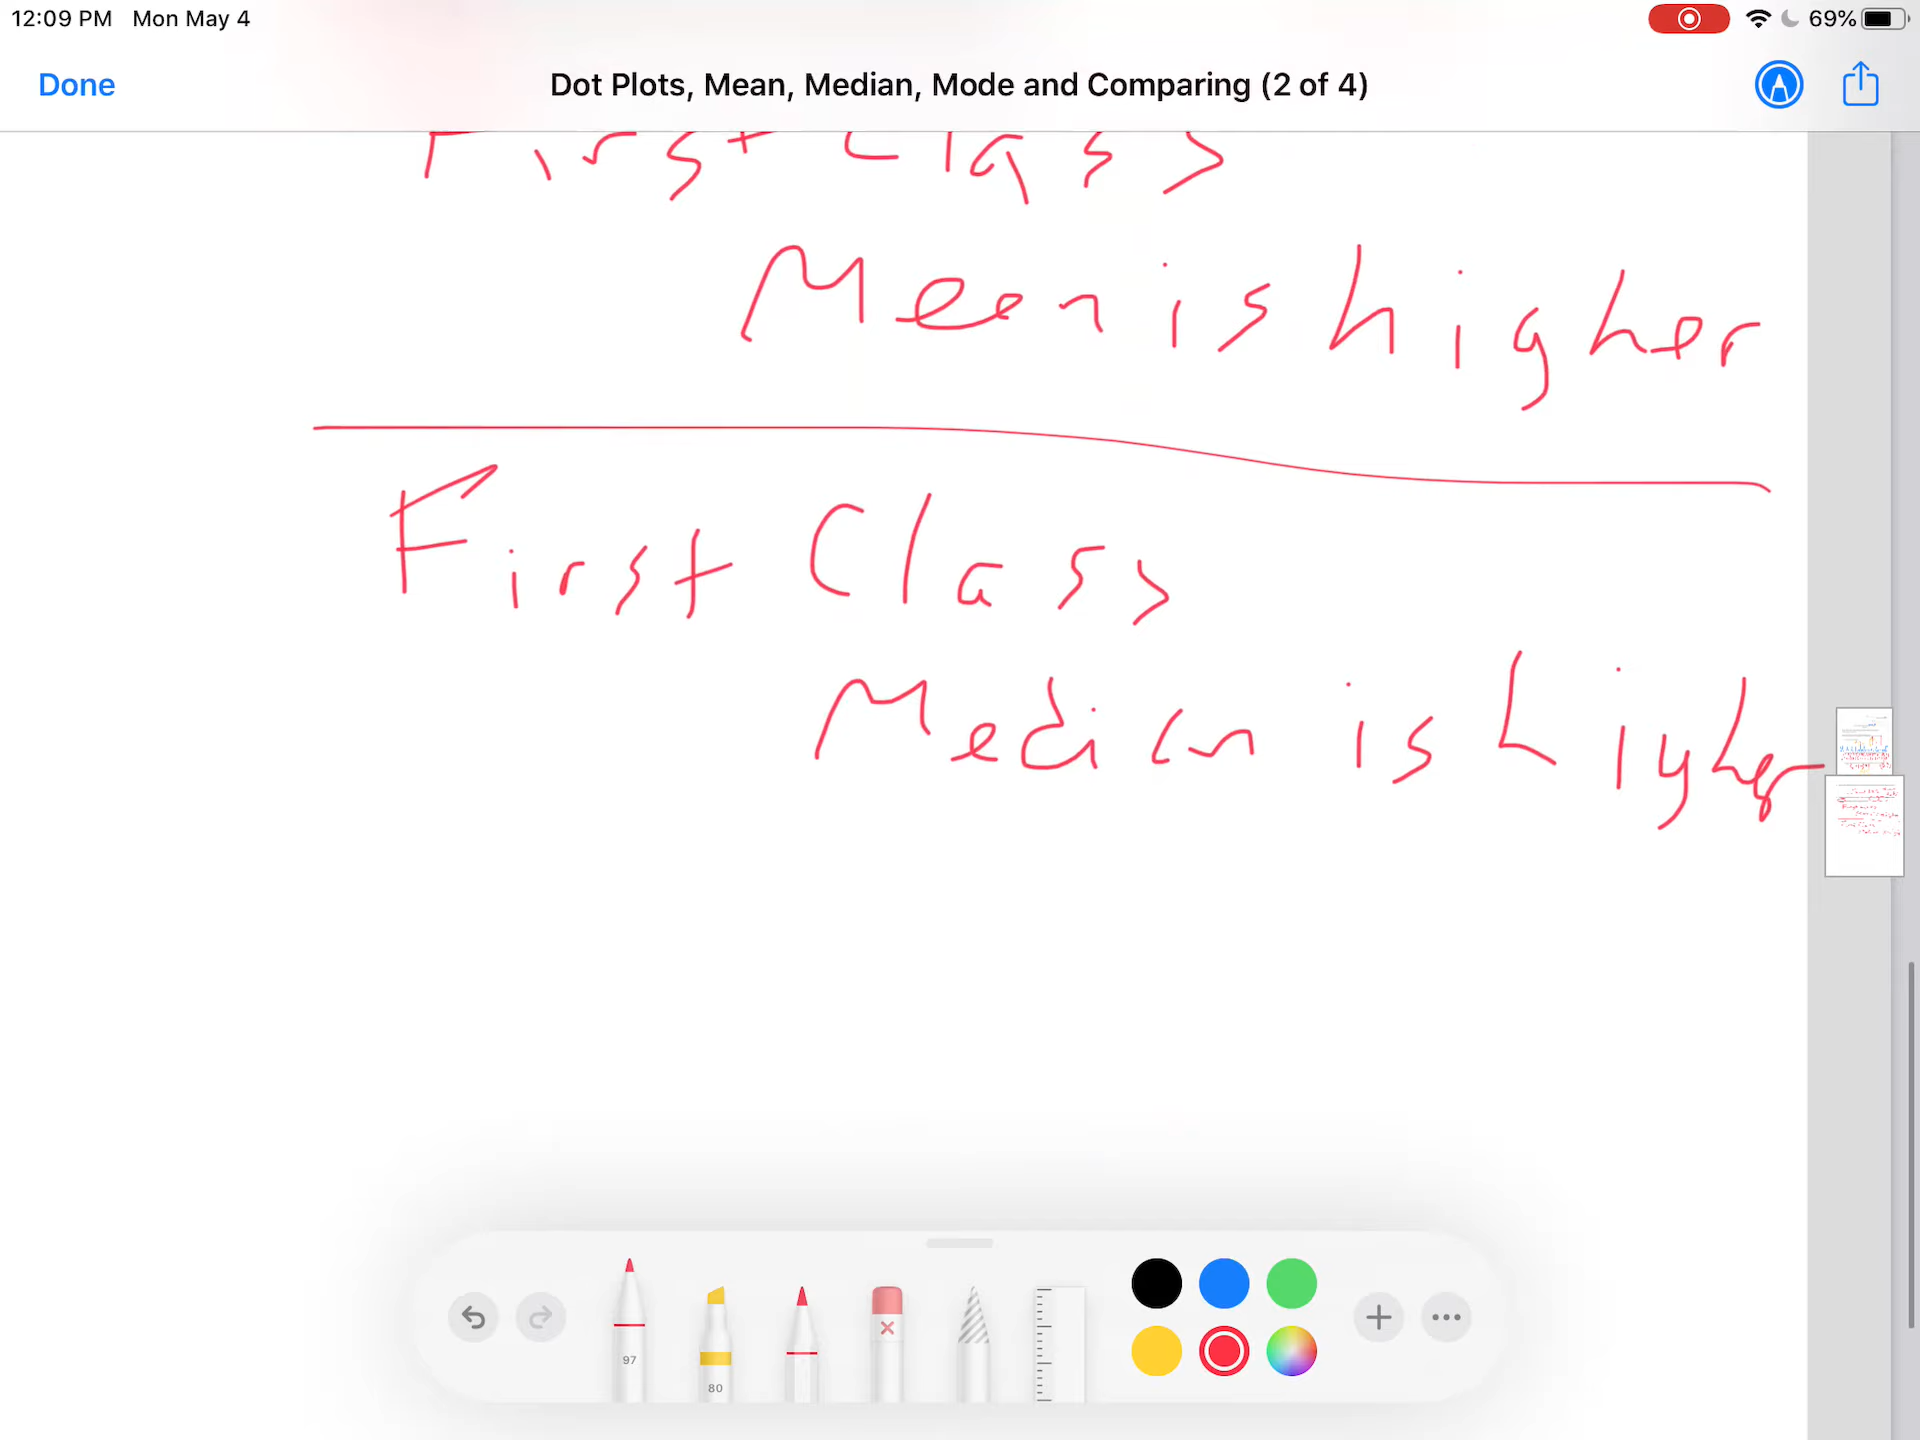 12:09 PM Mon May 4
69%
Done
Dot Plots, Mean, Median, Mode and Comparing (2 of 4)
First Class
Mean is higher
First Class
Median is higher
97
80